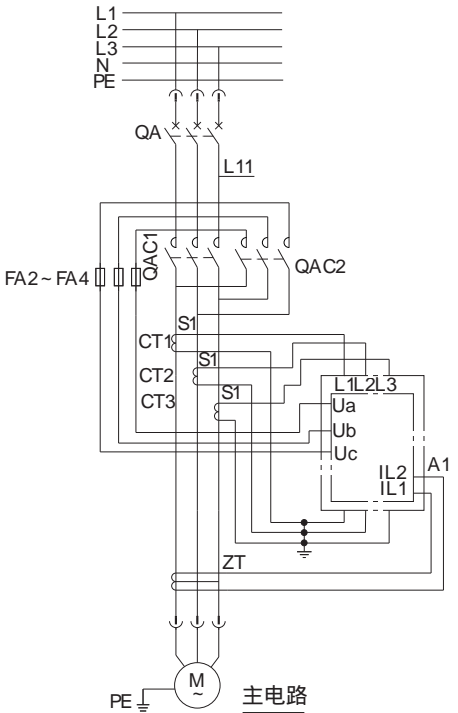 L1
L2
L3
N
PE
QA
L11
QAC1
QAC2
FA2~FA4
S1
CT1
S1
CT2
S1
CT3
L1L2L3
Ua
Ub
Uc
IL2
A1
IL1
ZT
M
~
PE
主电路